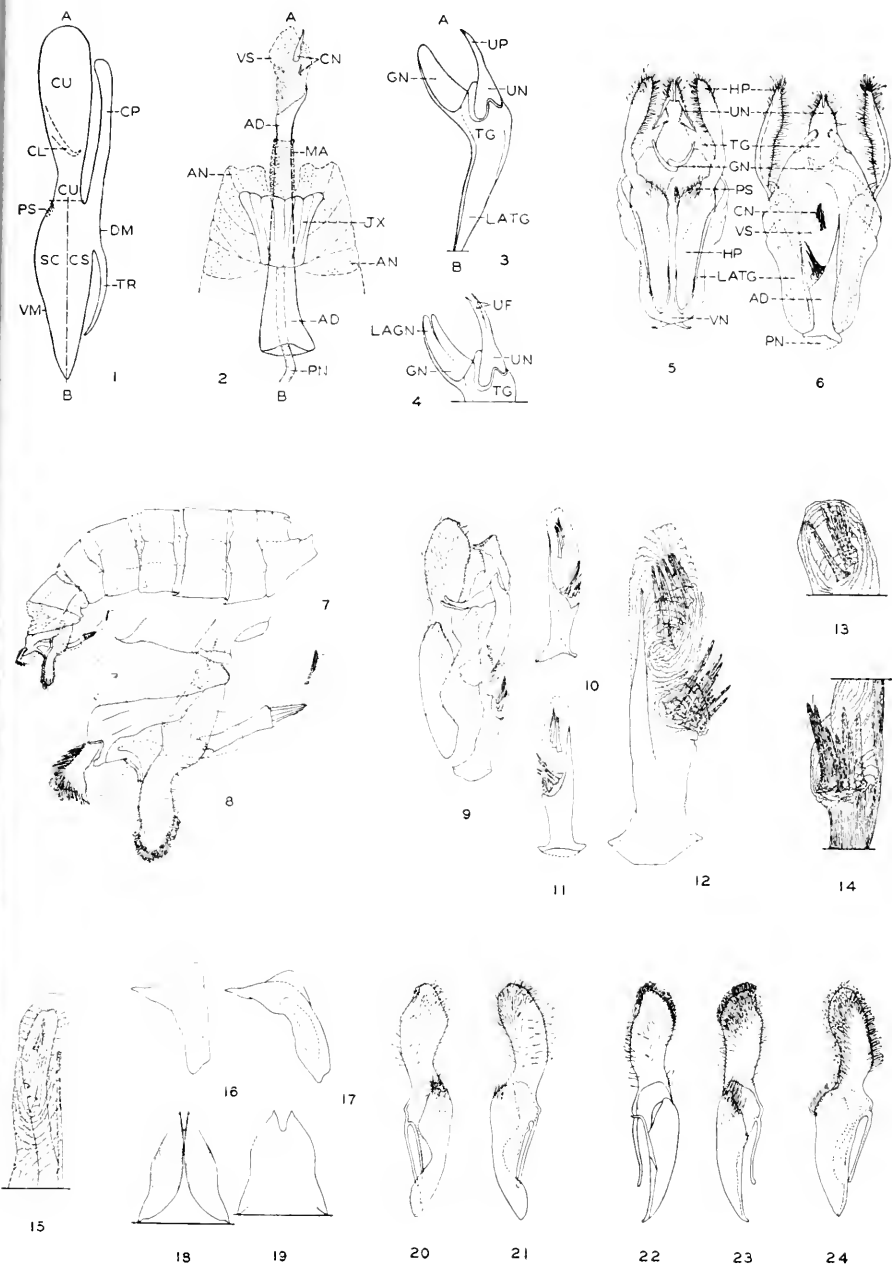 A
CU
CP
CL
CU
PS
DM
SC CS
TR
VM
B
1
A
VS
CN
AD
MA
AN
JX
AN
AD
PN
B
2
A
UP
GN
UN
TG
LATG
B
3
UF
LAGN
UN
GN
TG
4
HP
UN
TG
GN
PS
CN
VS
HP
LATG
AD
VN
PN
5
6
7
8
9
10
11
12
13
14
15
16
17
18
19
20
21
22
23
24